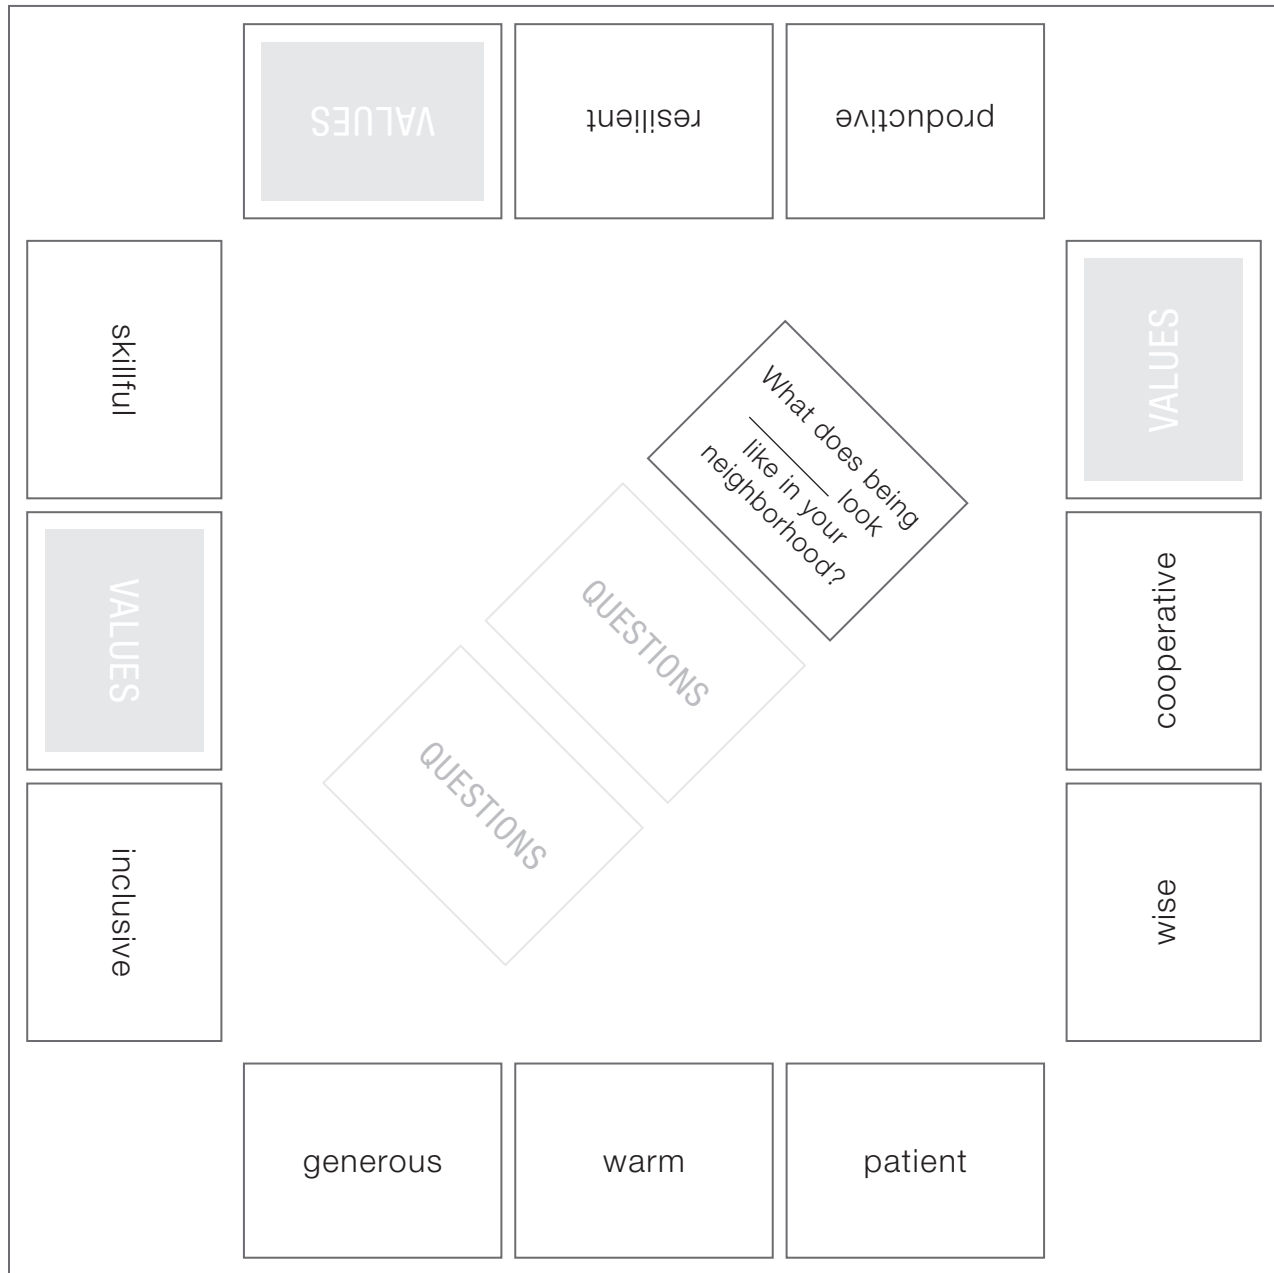 VALUES
resilient
productive
skillful
VALUES
What does being
______ look
like in your
neighborhood?
QUESTIONS
VALUES
cooperative
QUESTIONS
inclusive
wise
generous
warm
patient